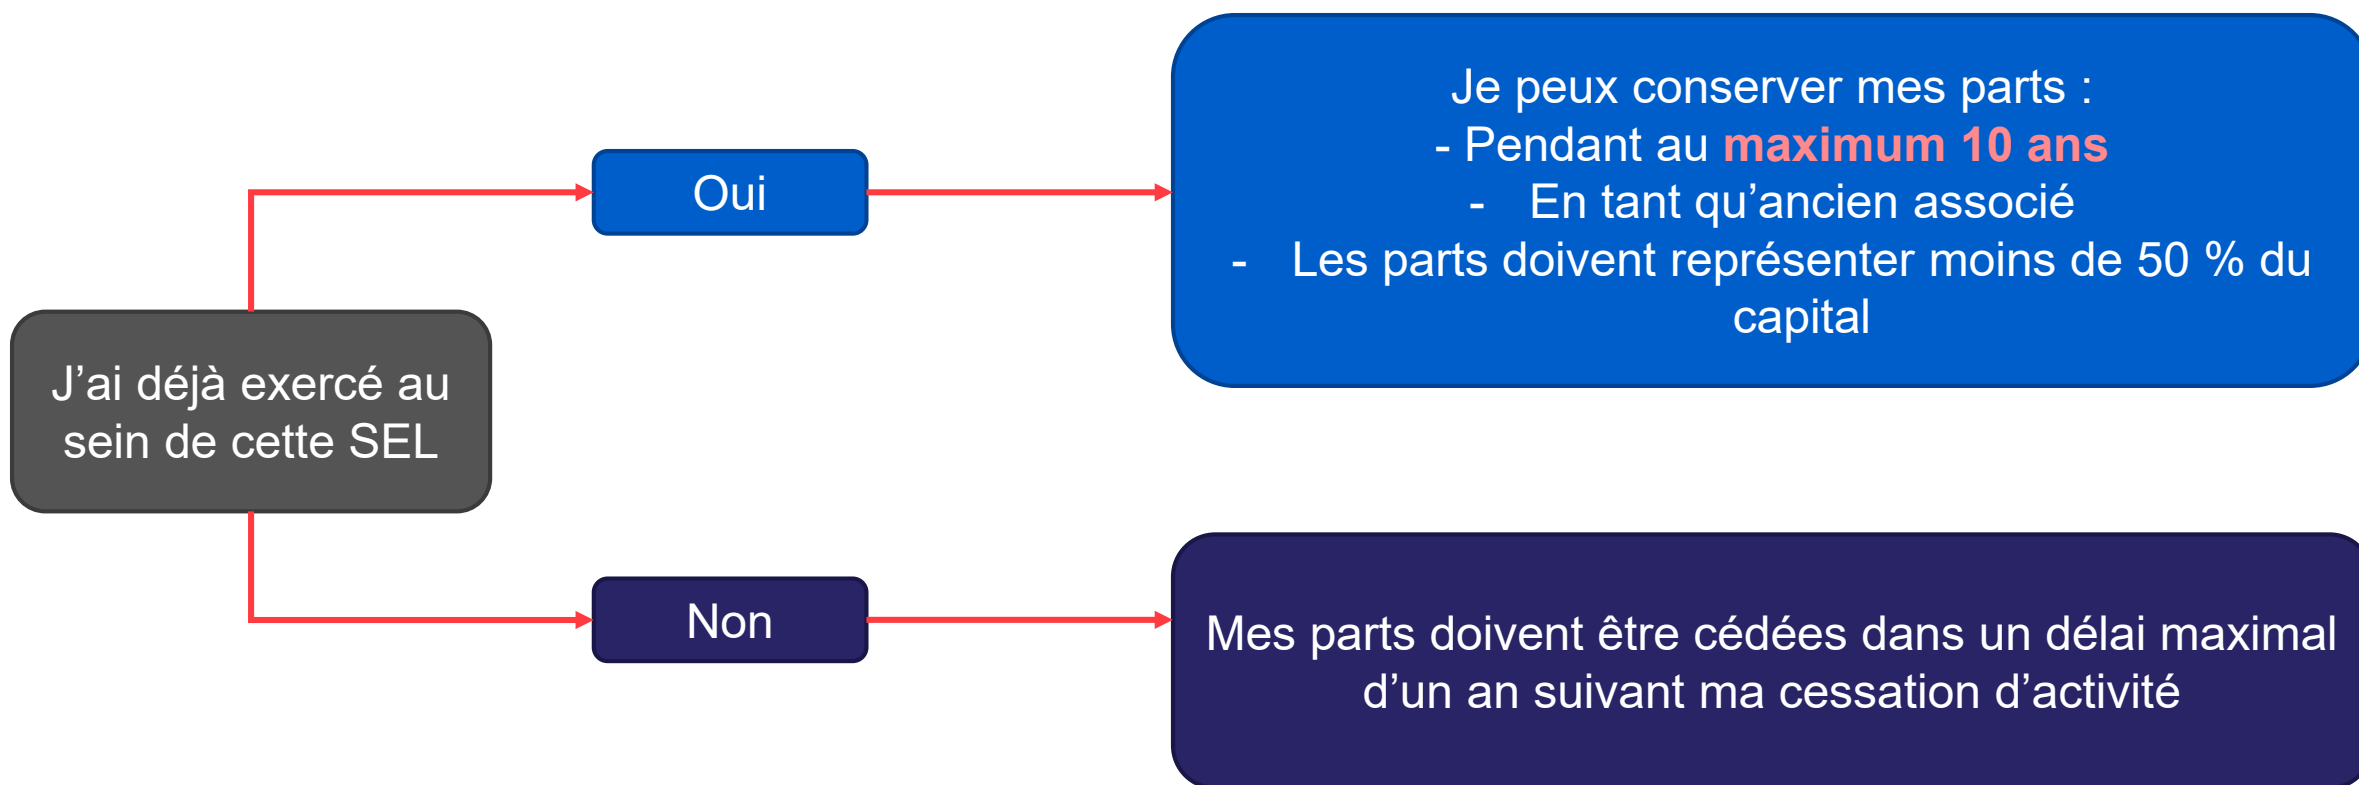 J’ai déjà exercé au
sein de cette SEL
Oui
Je peux conserver mes parts :
- Pendant au maximum 10 ans
- En tant qu’ancien associé
- Les parts doivent représenter moins de 50 % du
capital
Non
Mes parts doivent être cédées dans un délai maximal
d’un an suivant ma cessation d’activité